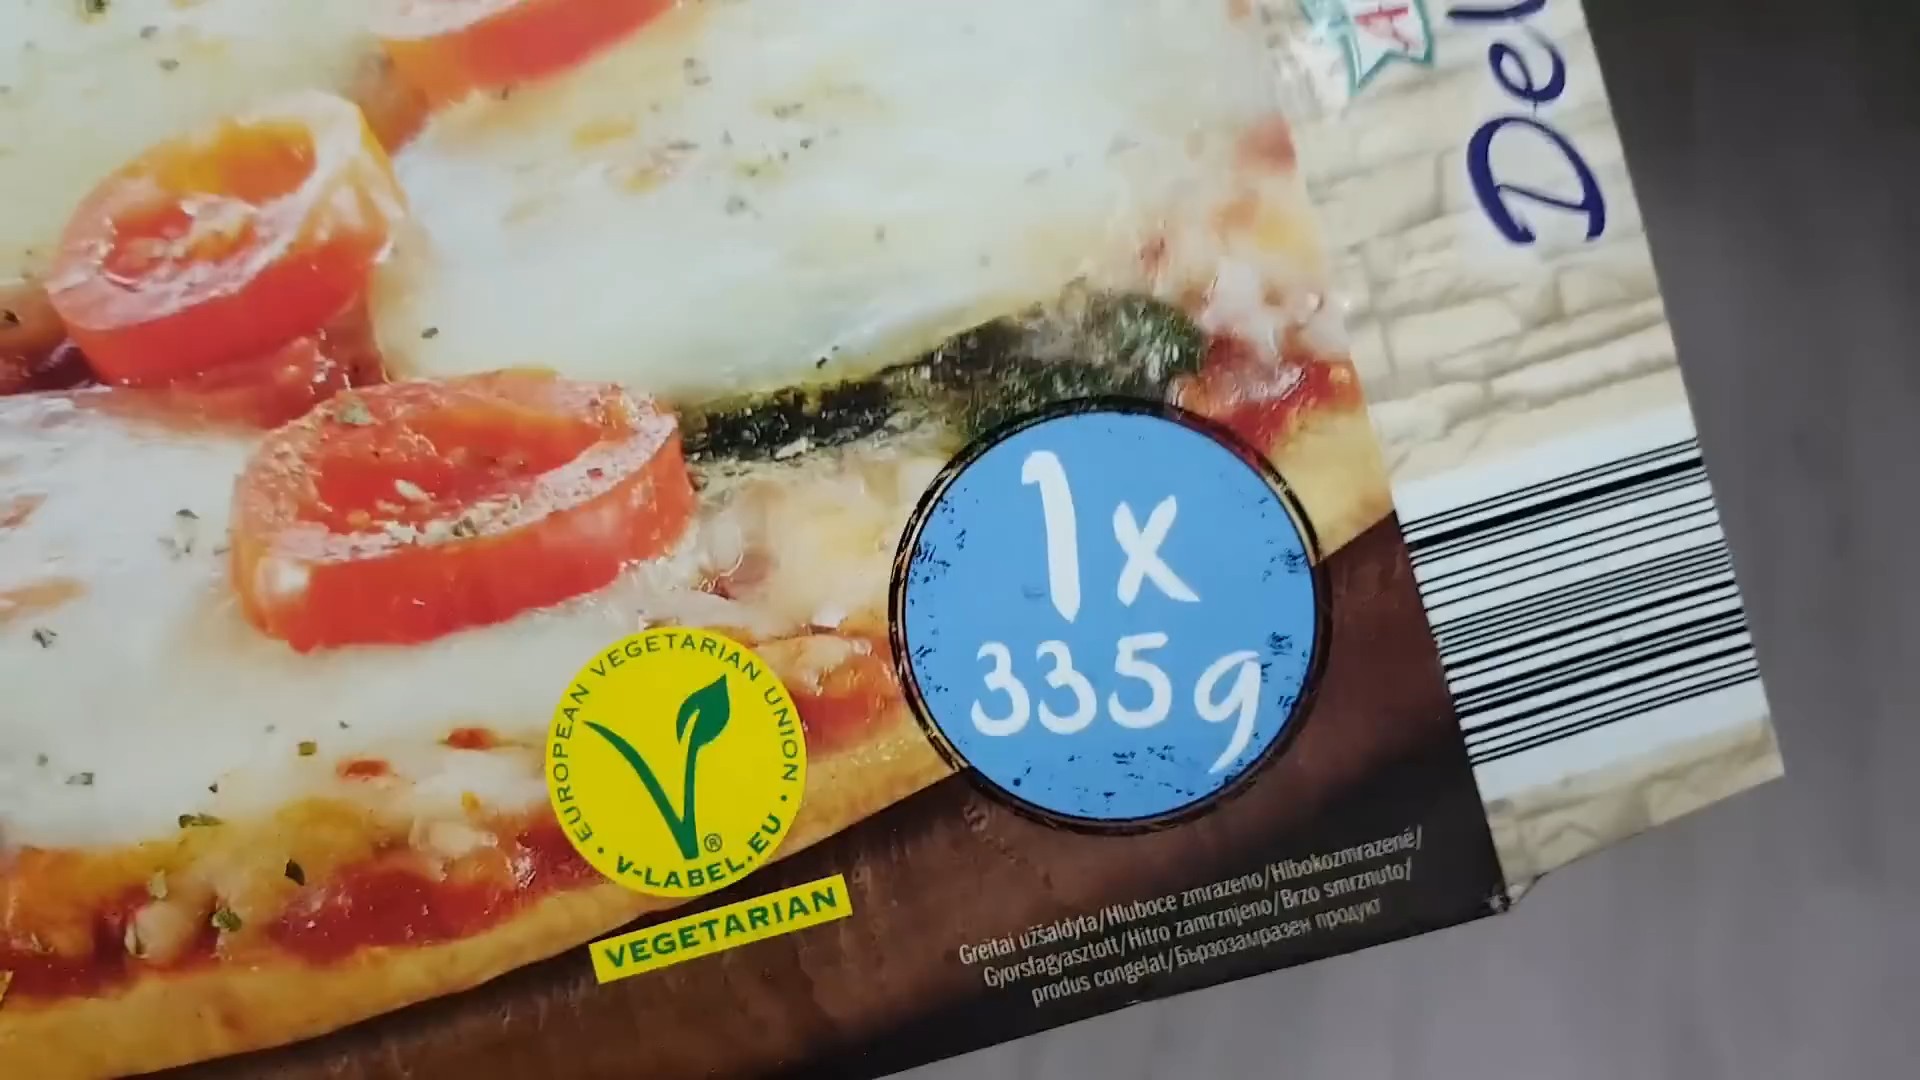 Del
1 x
335g
EUROPEAN VEGETARIAN UNION
V-LABEL.EU
VEGETARIAN
Greitai užšaldyta/Hluboce zmrazeno/Hlbokozmrazené/
Gyorsfagyasztott/Hitro zamrznjeno/Brzo smrznuto/
produs congelat/Бързозамразен продукт